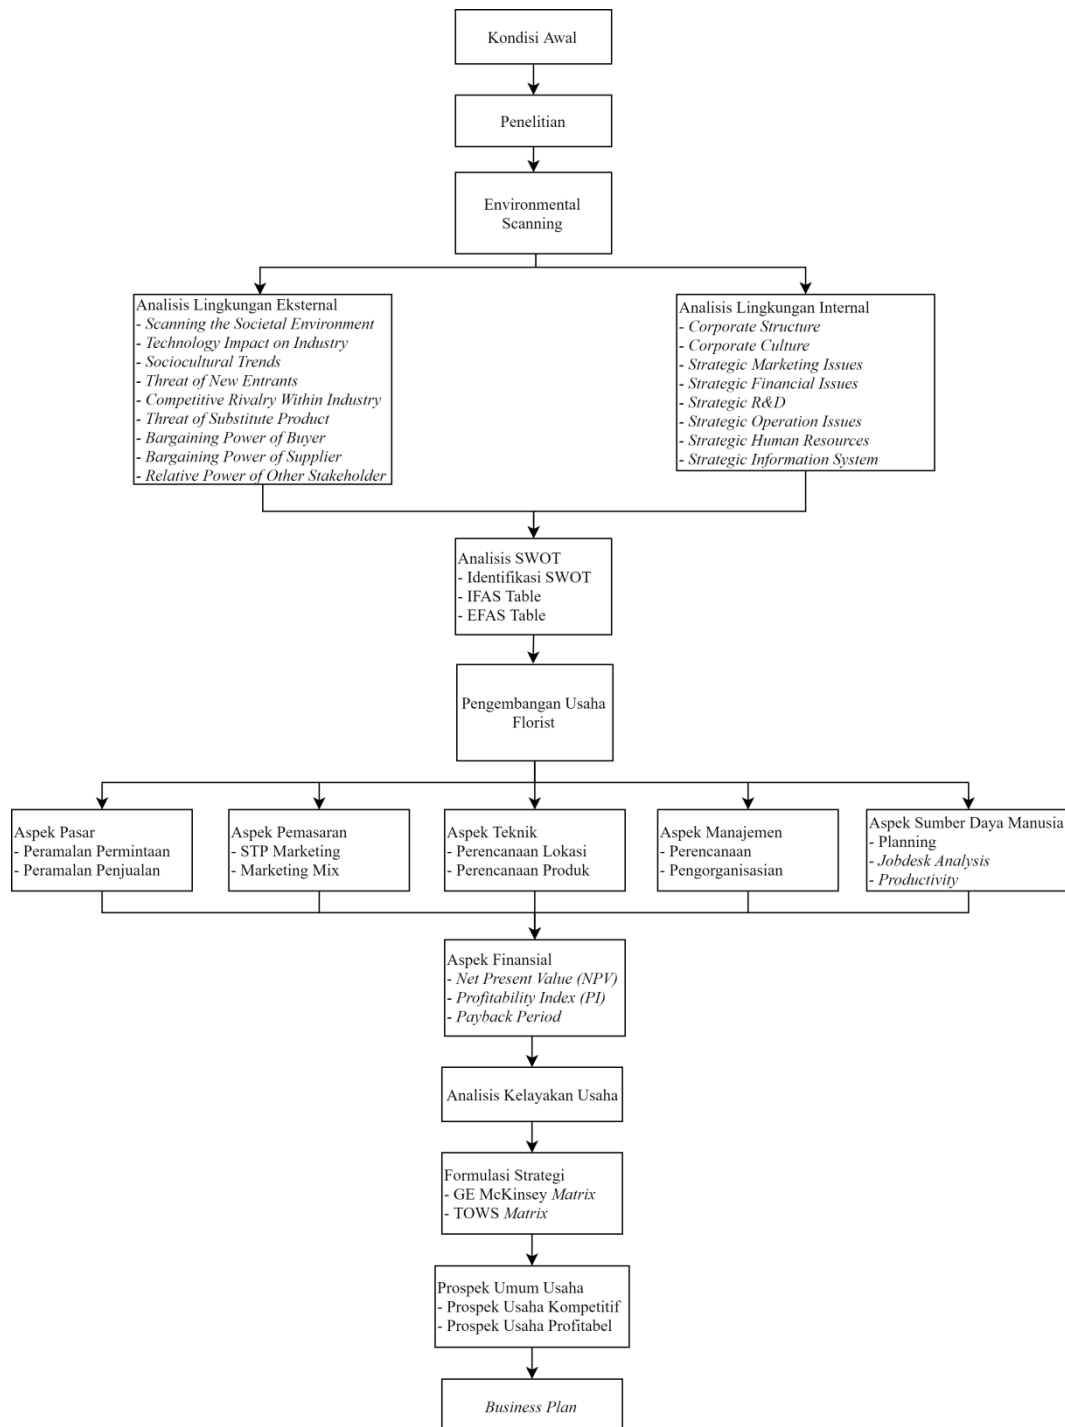 Kondisi Awal
Penelitian
Environmental
Scanning
Analisis Lingkungan Eksternal
- Scanning the Societal Environment
- Technology Impact on Industry
- Sociocultural Trends
- Threat of New Entrants
- Competitive Rivalry Within Industry
- Threat of Substitute Product
- Bargaining Power of Buyer
- Bargaining Power of Supplier
- Relative Power of Other Stakeholder
Analisis Lingkungan Internal
- Corporate Structure
- Corporate Culture
- Strategic Marketing Issues
- Strategic Financial Issues
- Strategic R&D
- Strategic Operation Issues
- Strategic Human Resources
- Strategic Information System
Analisis SWOT
- Identifikasi SWOT
- IFAS Table
- EFAS Table
Pengembangan Usaha
Florist
Aspek Pasar
- Peramalan Permintaan
- Peramalan Penjualan
Aspek Pemasaran
- STP Marketing
- Marketing Mix
Aspek Teknik
- Perencanaan Lokasi
- Perencanaan Produk
Aspek Manajemen
- Perencanaan
- Pengorganisasian
Aspek Sumber Daya Manusia
- Planning
- Jobdesk Analysis
- Productivity
Aspek Finansial
- Net Present Value (NPV)
- Profitability Index (PI)
- Payback Period
Analisis Kelayakan Usaha
Formulasi Strategi
- GE McKinsey Matrix
- TOWS Matrix
Prospek Umum Usaha
- Prospek Usaha Kompetitif
- Prospek Usaha Profitabel
Business Plan